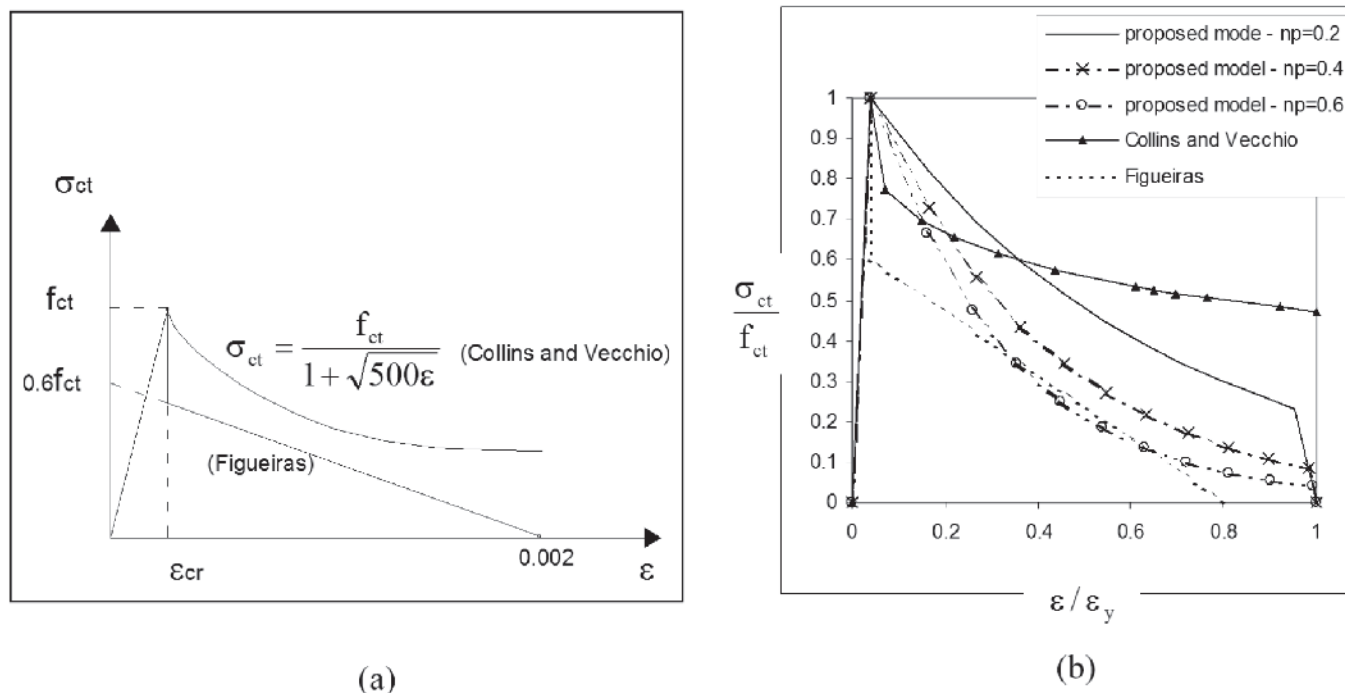 σct
fct
0.6fct
σct = fct / (1 + √500ε) (Collins and Vecchio)
(Figueiras)
0.002
εcr
ε
(a)
proposed mode - np=0.2
proposed model - np=0.4
proposed model - np=0.6
Collins and Vecchio
Figueiras
1
0.9
0.8
0.7
0.6
0.5
0.4
0.3
0.2
0.1
0
σct / fct
0 0.2 0.4 0.6 0.8 1
ε / εy
(b)